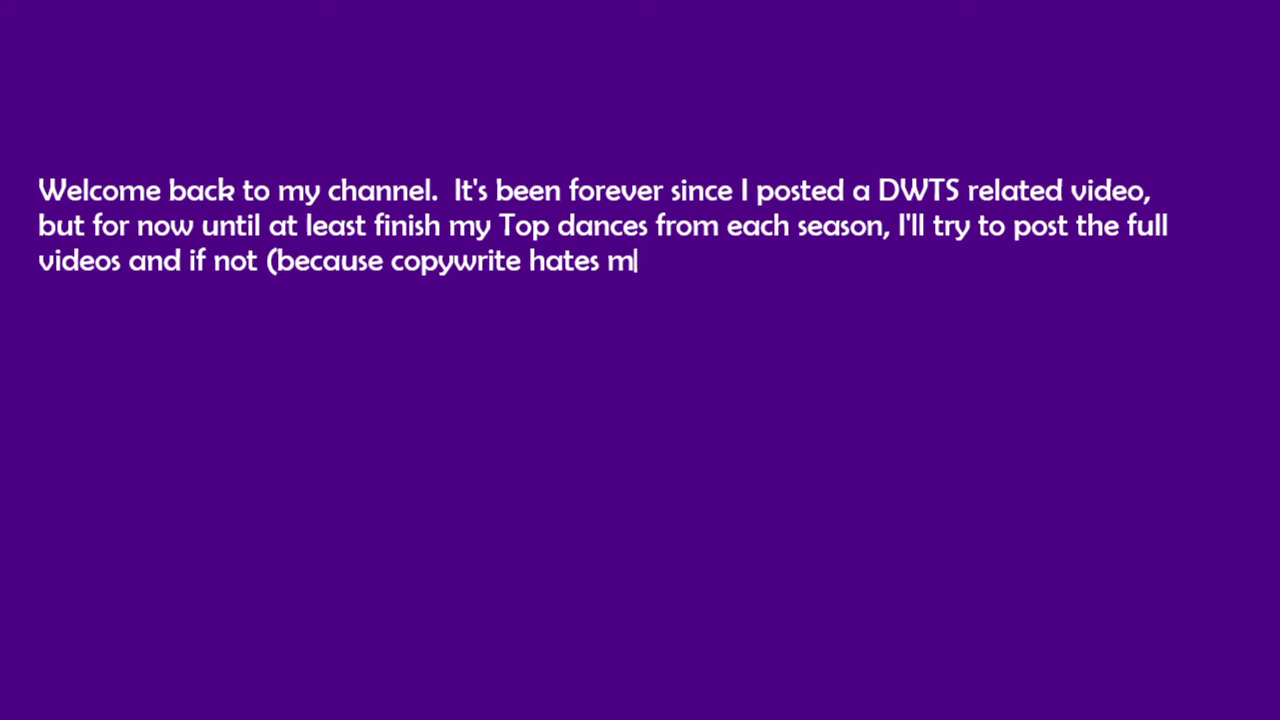 Welcome back to my channel.  It's been forever since I posted a DWTS related video,
but for now until at least finish my Top dances from each season, I'll try to post the full
videos and if not (because copywrite hates m|